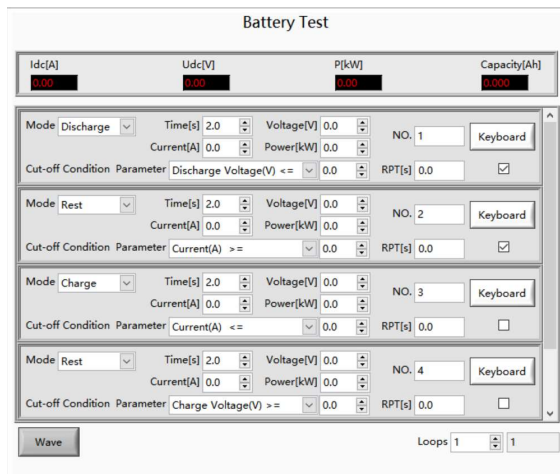 Battery Test
Idc[A] Udc[V] P[kW] Capacity[Ah]
0.00 0.00 0.00 0.000
Mode Discharge Time[s] 2.0 Voltage[V] 0.0 NO. 1 Keyboard
Current[A] 0.0 Power[kW] 0.0
Cut-off Condition Parameter Discharge Voltage(V) <= 0.0 RPT[s] 0.0
Mode Rest Time[s] 2.0 Voltage[V] 0.0 NO. 2 Keyboard
Current[A] 0.0 Power[kW] 0.0
Cut-off Condition Parameter Current(A) >= 0.0 RPT[s] 0.0
Mode Charge Time[s] 2.0 Voltage[V] 0.0 NO. 3 Keyboard
Current[A] 0.0 Power[kW] 0.0
Cut-off Condition Parameter Current(A) <= 0.0 RPT[s] 0.0
Mode Rest Time[s] 2.0 Voltage[V] 0.0 NO. 4 Keyboard
Current[A] 0.0 Power[kW] 0.0
Cut-off Condition Parameter Charge Voltage(V) >= 0.0 RPT[s] 0.0
Wave Loops 1 1